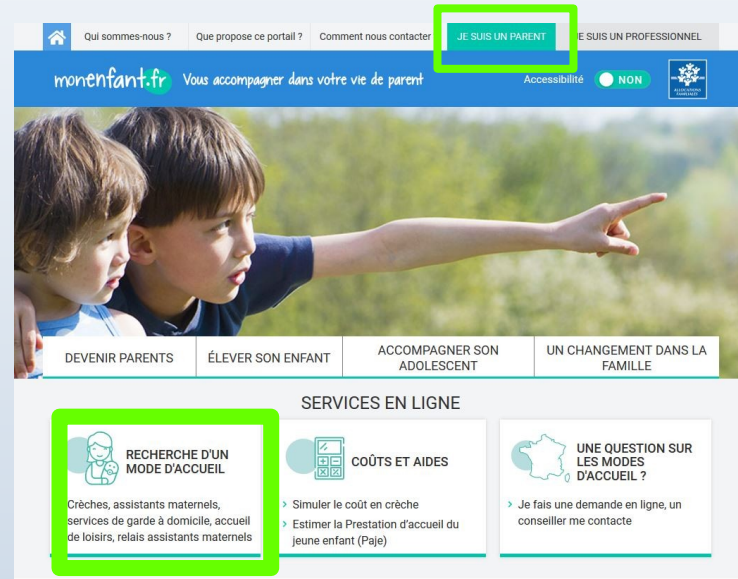 Qui sommes-nous ? Que propose ce portail ? Comment nous contacter JE SUIS UN PARENT E SUIS UN PROFESSIONNEL
monenfant.fr Vous accompagner dans votre vie de parent Accessibilité NON
ALLOCATIONS
FAMILIALES
DEVENIR PARENTS ÉLEVER SON ENFANT ACCOMPAGNER SON ADOLESCENT UN CHANGEMENT DANS LA FAMILLE
SERVICES EN LIGNE
RECHERCHE D'UN
MODE D'ACCUEIL
Crèches, assistants maternels,
services de garde à domicile, accueil
de loisirs, relais assistants maternels
COÛTS ET AIDES
Simuler le coût en crèche
Estimer la Prestation d'accueil du
jeune enfant (Paje)
UNE QUESTION SUR
LES MODES
D'ACCUEIL ?
Je fais une demande en ligne, un
conseiller me contacte